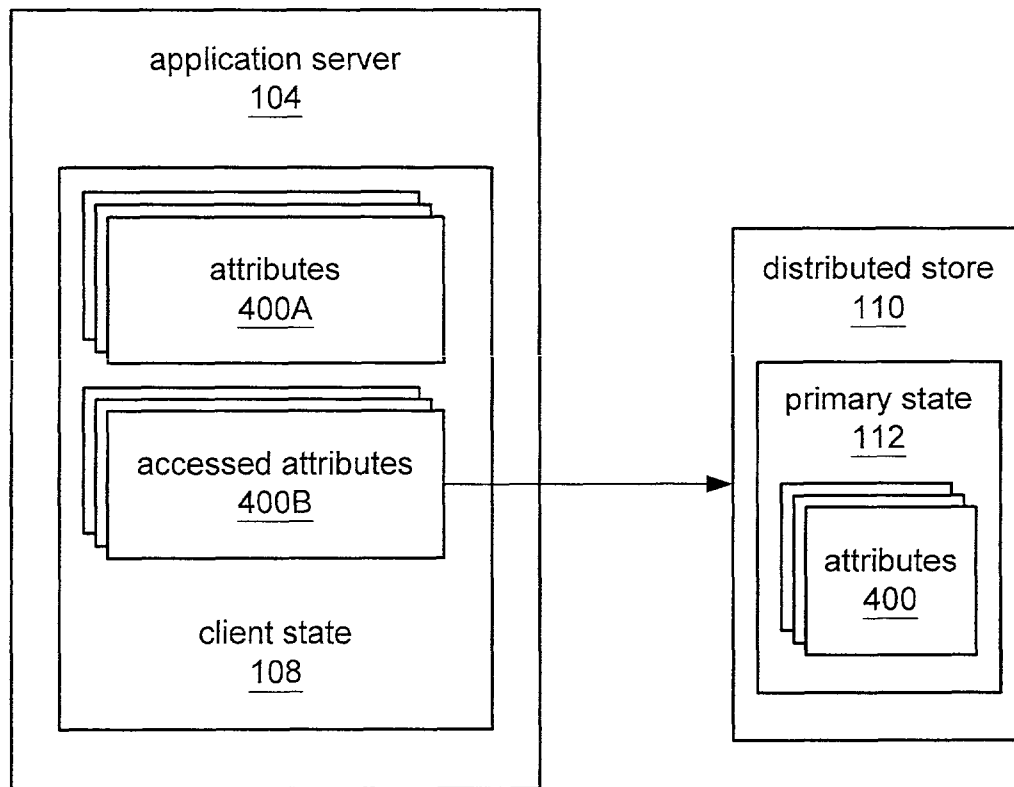 application server
104
attributes
400A
accessed attributes
400B
client state
108
distributed store
110
primary state
112
attributes
400